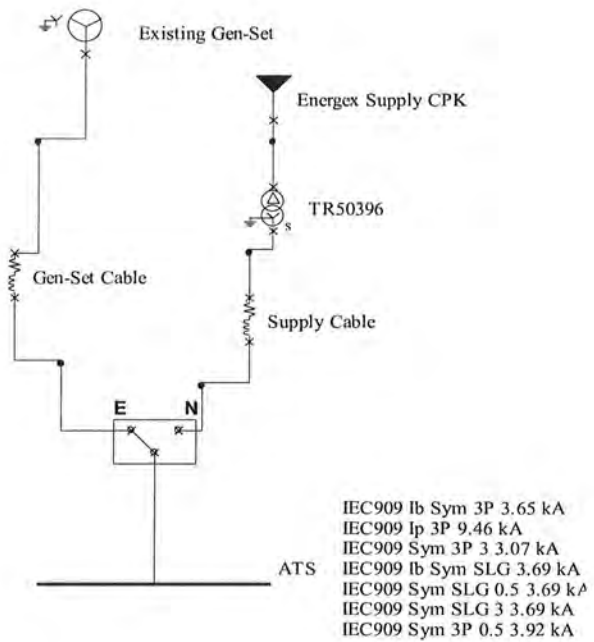 Existing Gen-Set
Energex Supply CPK
TR50396
s
Gen-Set Cable
Supply Cable
E N
ATS
IEC909 Ib Sym 3P 3.65 kA
IEC909 Ip 3P 9.46 kA
IEC909 Sym 3P 3 3.07 kA
IEC909 Ib Sym SLG 3.69 kA
IEC909 Sym SLG 0.5 3.69 kA
IEC909 Sym SLG 3 3.69 kA
IEC909 Sym 3P 0.5 3.92 kA